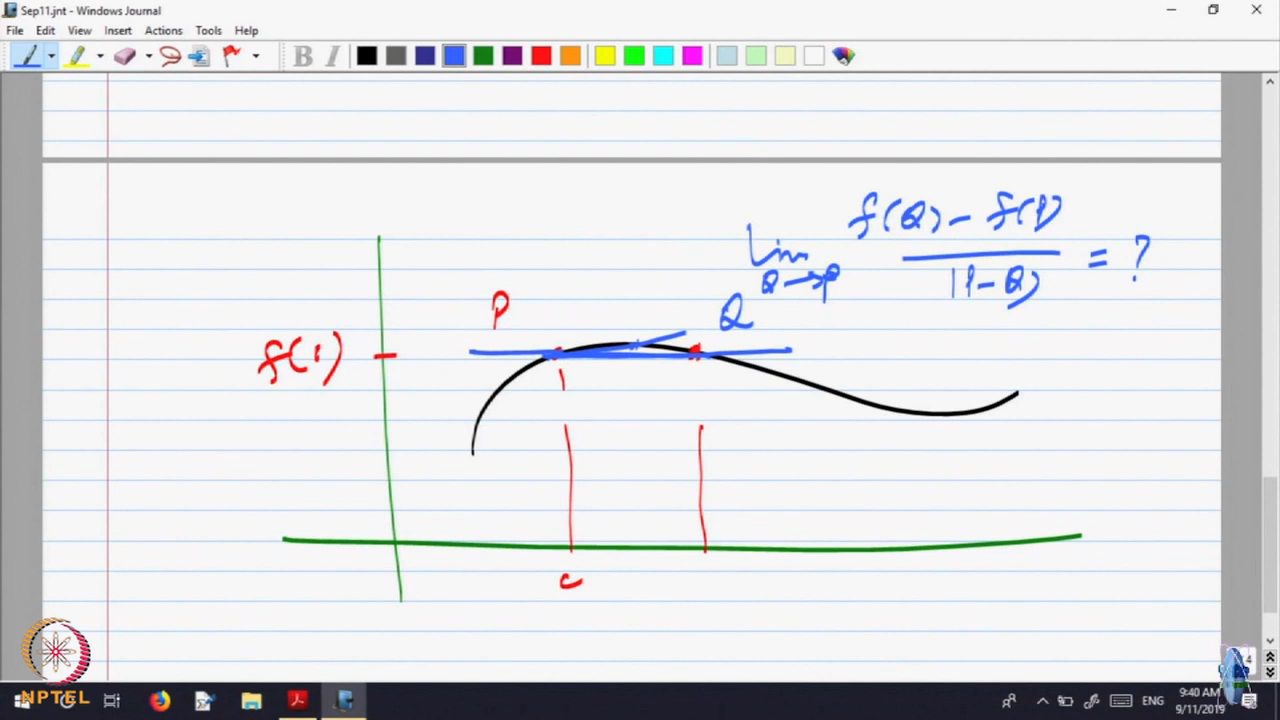 Sep11.jnt - Windows Journal
File Edit View Insert Actions Tools Help
B I
f(Q) - f(P)
lim = ?
Q→P |P-Q)
P
Q
f(1)
c
NPTEL
ENG
9:40 AM
9/11/2019